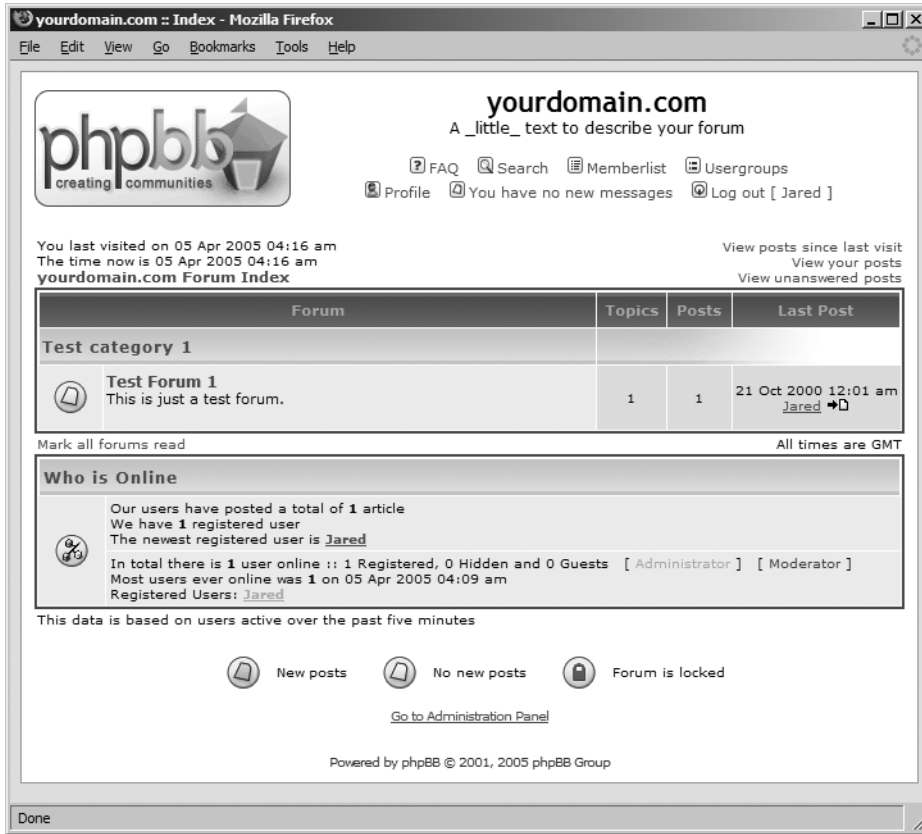 yourdomain.com :: Index - Mozilla Firefox
File Edit View Go Bookmarks Tools Help
phpBB
creating communities
yourdomain.com
A _little_ text to describe your forum
FAQ Search Memberlist Usergroups
Profile You have no new messages Log out [ Jared ]
You last visited on 05 Apr 2005 04:16 am
The time now is 05 Apr 2005 04:16 am
yourdomain.com Forum Index
View posts since last visit
View your posts
View unanswered posts
Forum Topics Posts Last Post
Test category 1
Test Forum 1
This is just a test forum.
1 1
21 Oct 2000 12:01 am
Jared
Mark all forums read All times are GMT
Who is Online
Our users have posted a total of 1 article
We have 1 registered user
The newest registered user is Jared
In total there is 1 user online :: 1 Registered, 0 Hidden and 0 Guests [ Administrator ] [ Moderator ]
Most users ever online was 1 on 05 Apr 2005 04:09 am
Registered Users: Jared
This data is based on users active over the past five minutes
New posts No new posts Forum is locked
Go to Administration Panel
Powered by phpBB © 2001, 2005 phpBB Group
Done